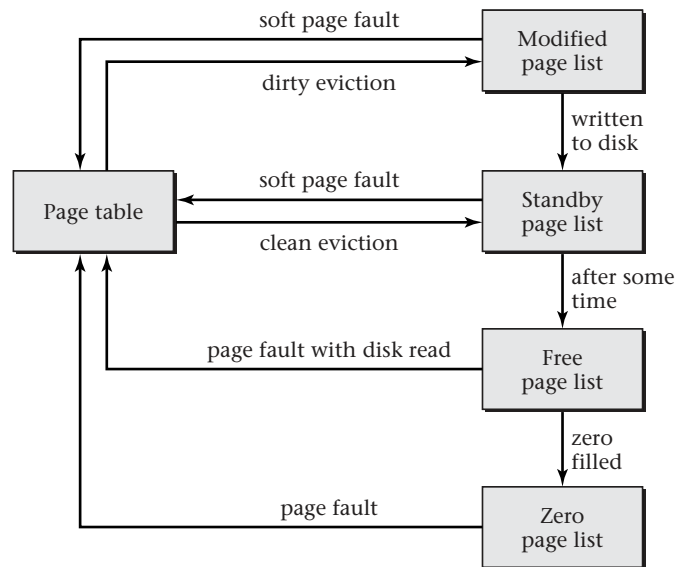 soft page fault
Modified
page list
dirty eviction
written
to disk
soft page fault
Page table
Standby
page list
clean eviction
after some
time
page fault with disk read
Free
page list
zero
filled
page fault
Zero
page list